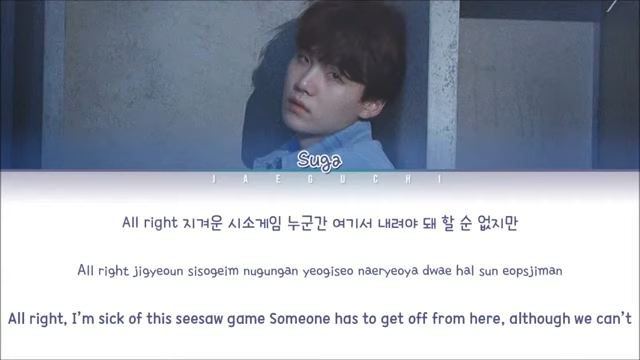 Suga
JAEGUCHI
All right 지겨운 시소게임 누군간 여기서 내려야 돼 할 순 없지만
All right jigyeoun sisogeim nugungan yeogiseo naeryeoya dwae hal sun eopsjiman
All right, I'm sick of this seesaw game Someone has to get off from here, although we can't